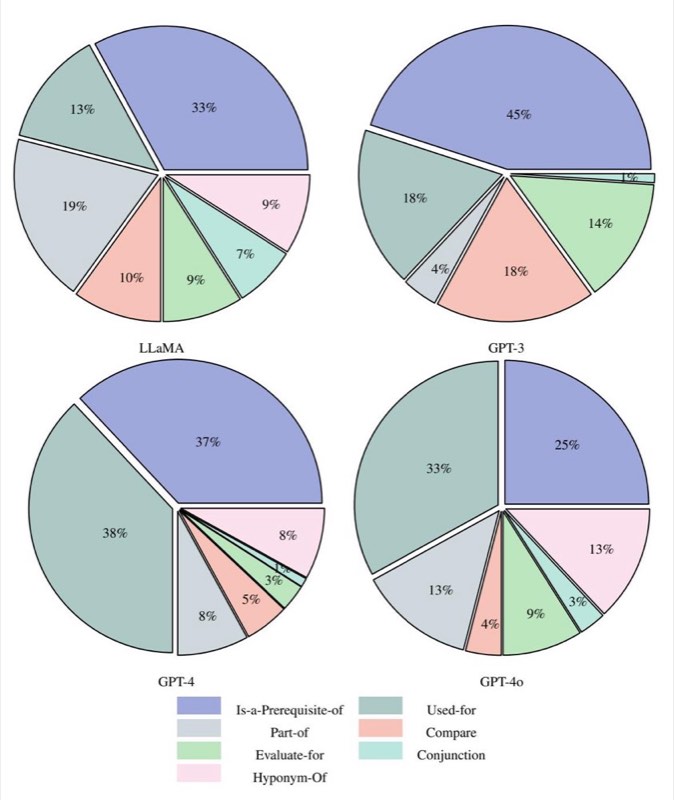 33%
13%
19%
10%
9%
7%
9%
LLaMA
45%
18%
4%
18%
14%
1%
GPT-3
37%
38%
8%
5%
3%
1%
8%
GPT-4
25%
33%
13%
4%
9%
3%
13%
GPT-4o
Is-a-Prerequisite-of
Used-for
Part-of
Compare
Evaluate-for
Conjunction
Hyponym-Of